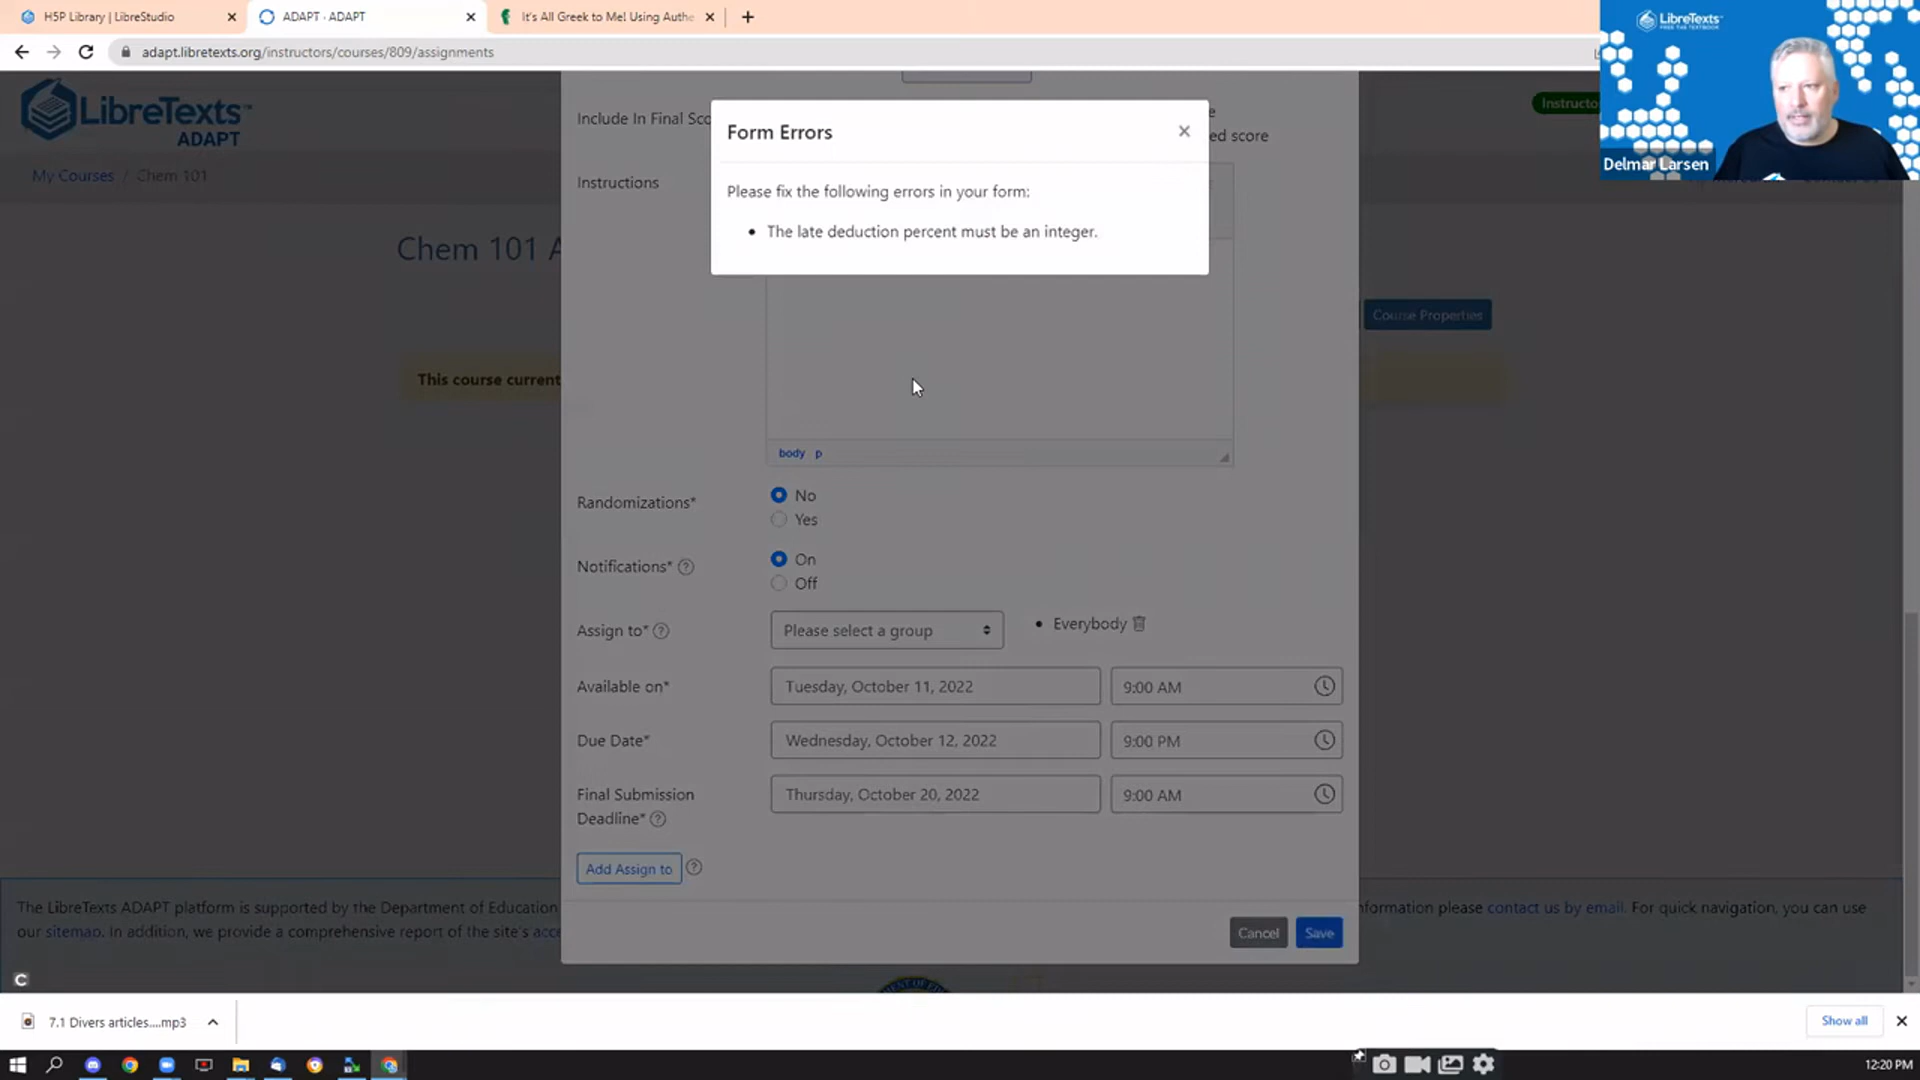 H5P Library | LibreStudio
ADAPT - ADAPT
It's All Greek to Me! Using Authe
adapt.libretexts.org/instructors/courses/809/assignments
LibreTexts
FREE THE TEXTBOOK
Delmar Larsen
LibreTexts
ADAPT
Instructo
My Courses / Chem 101
Chem 101 A
Course Properties
This course current
Include In Final Sco
ed score
Instructions
Form Errors
Please fix the following errors in your form:
• The late deduction percent must be an integer.
body p
Randomizations*
No
Yes
Notifications*
On
Off
Assign to*
Please select a group
• Everybody
Available on*
Tuesday, October 11, 2022
9:00 AM
Due Date*
Wednesday, October 12, 2022
9:00 PM
Final Submission
Deadline*
Thursday, October 20, 2022
9:00 AM
Add Assign to
Cancel
Save
The LibreTexts ADAPT platform is supported by the Department of Education
formation please contact us by email. For quick navigation, you can use
our sitemap. In addition, we provide a comprehensive report of the site's acce
7.1 Divers articles....mp3
Show all
12:20 PM